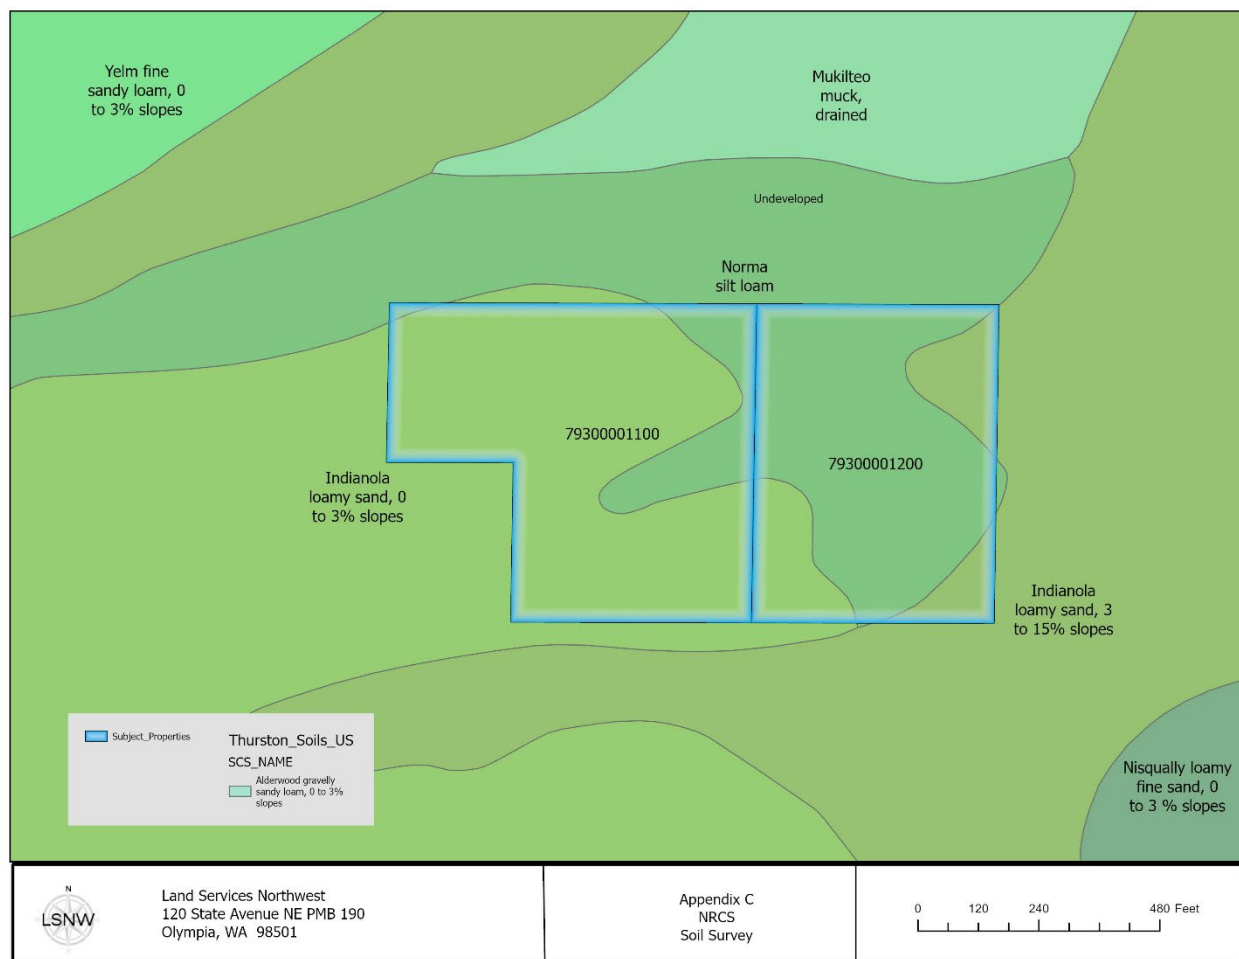 Yelm fine
sandy loam, 0
to 3% slopes
Mukilteo
muck,
drained
Undeveloped
Norma
silt loam
79300001100
79300001200
Indianola
loamy sand, 0
to 3% slopes
Indianola
loamy sand, 3
to 15% slopes
Subject_Properties
Thurston_Soils_US
SCS_NAME
Alderwood gravelly
sandy loam, 0 to 3%
slopes
Nisqually loamy
fine sand, 0
to 3 % slopes
N
LSNW
Land Services Northwest
120 State Avenue NE PMB 190
Olympia, WA  98501
Appendix C
NRCS
Soil Survey
0 120 240 480 Feet